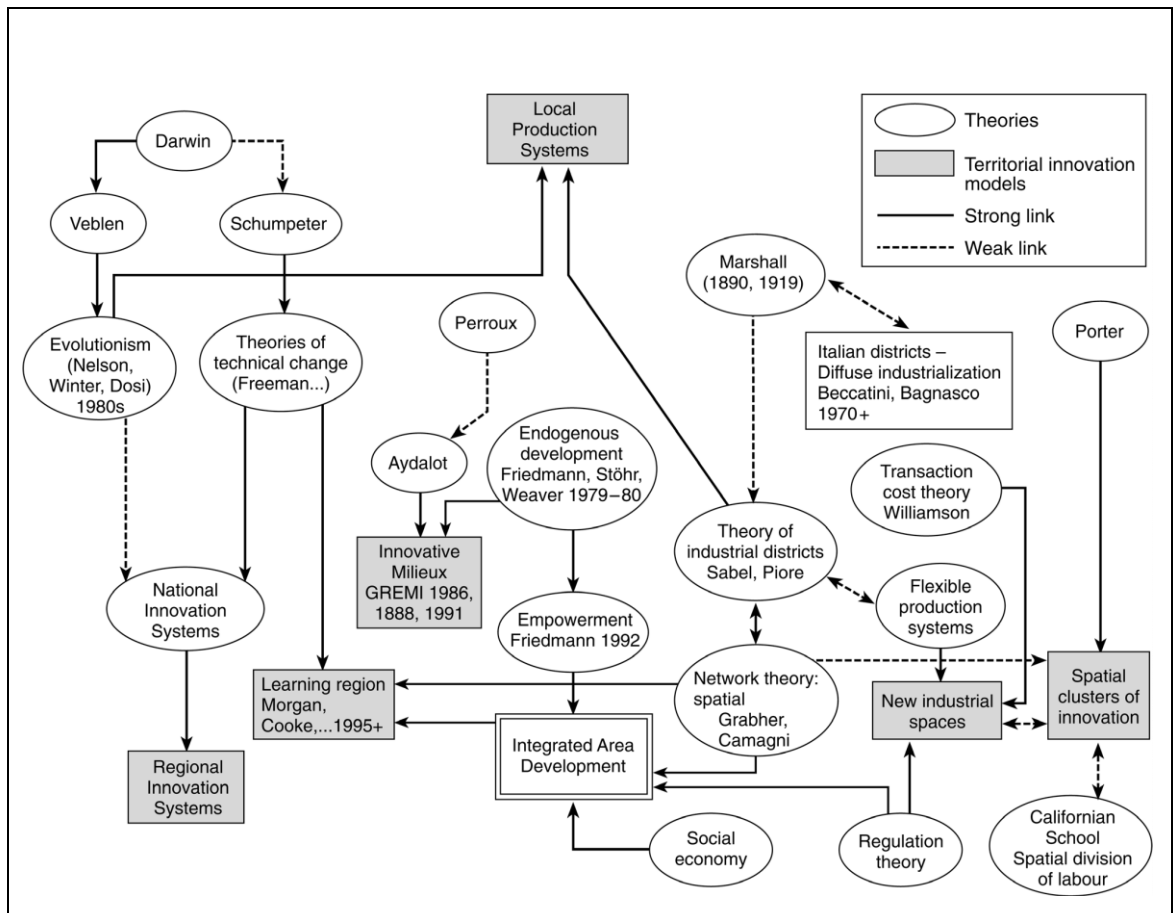 Local
Production
Systems
Theories
Territorial innovation
models
Strong link
Weak link
Darwin
Veblen
Schumpeter
Marshall
(1890, 1919)
Perroux
Porter
Evolutionism
(Nelson,
Winter, Dosi)
1980s
Theories of
technical change
(Freeman...)
Italian districts –
Diffuse industrialization
Beccatini, Bagnasco
1970+
Aydalot
Endogenous
development
Friedmann, Stöhr,
Weaver 1979–80
Transaction
cost theory
Williamson
Innovative
Milieux
GREMI 1986,
1888, 1991
Theory of
industrial districts
Sabel, Piore
National
Innovation
Systems
Empowerment
Friedmann 1992
Flexible
production
systems
Learning region
Morgan,
Cooke,...1995+
Network theory:
spatial
Grabher,
Camagni
New industrial
spaces
Spatial
clusters of
innovation
Integrated Area
Development
Regional
Innovation
Systems
Social
economy
Regulation
theory
Californian
School
Spatial division
of labour